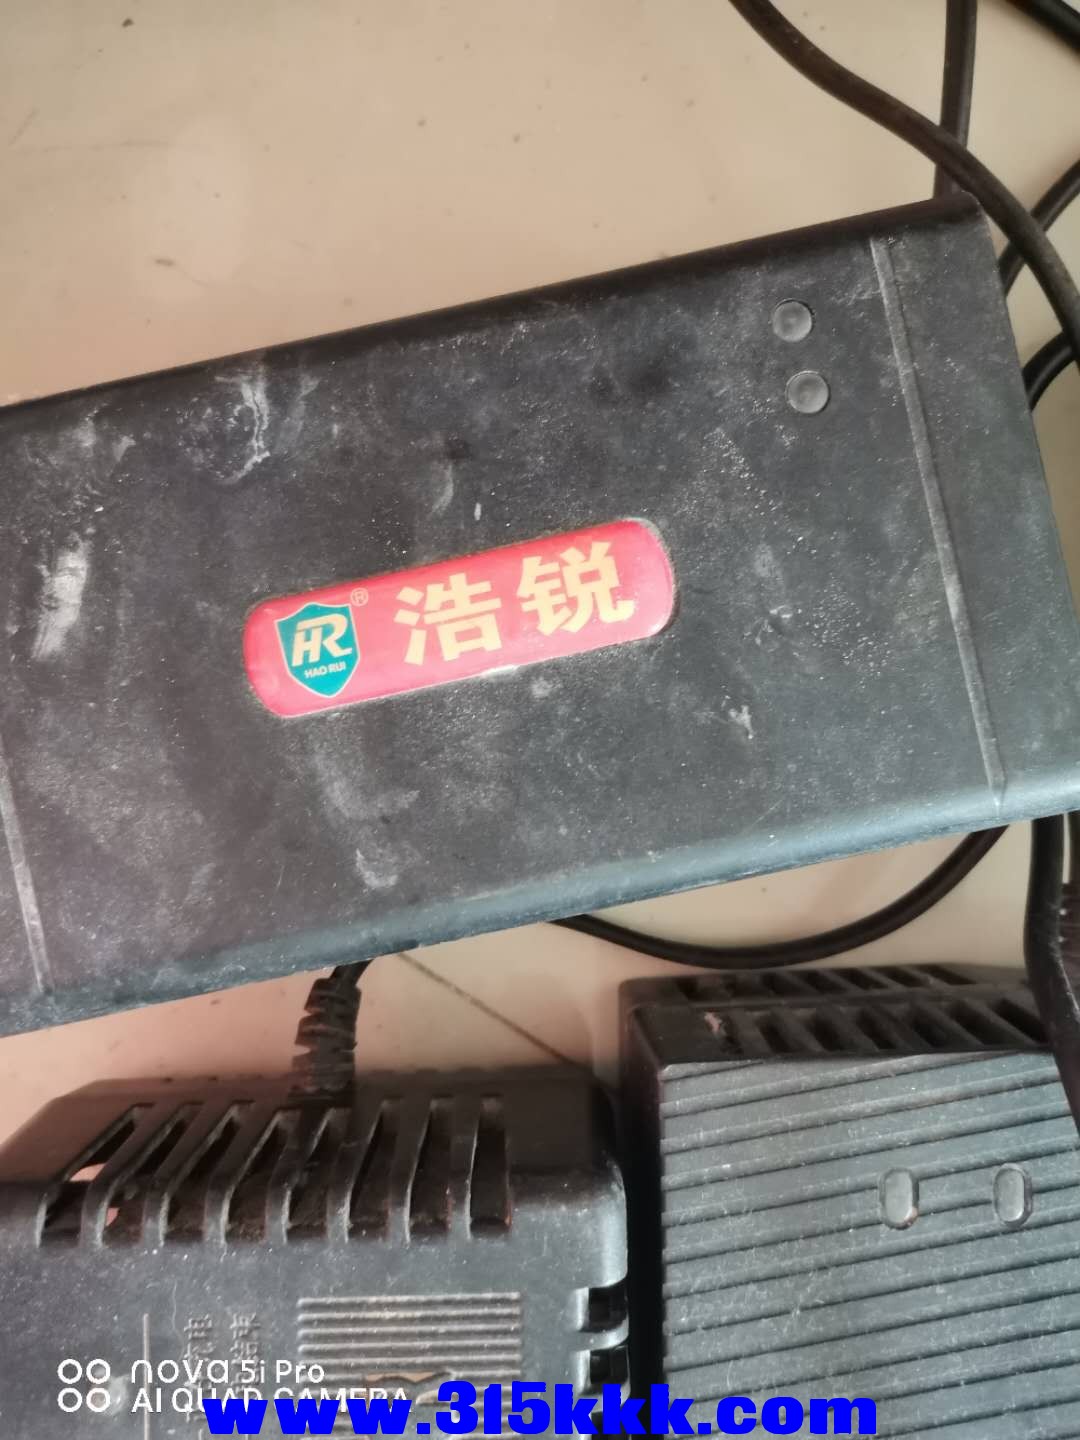 HR
HAO RUI
®
浩锐
nova 5i Pro
AI QUAD CAMERA
www.315kkk.com